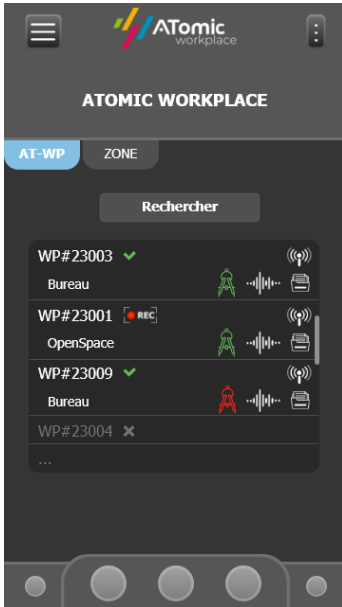 ATomic
workplace
ATOMIC WORKPLACE
AT-WP ZONE
Rechercher
WP#23003
Bureau
WP#23001 REC
OpenSpace
WP#23009
Bureau
WP#23004
...